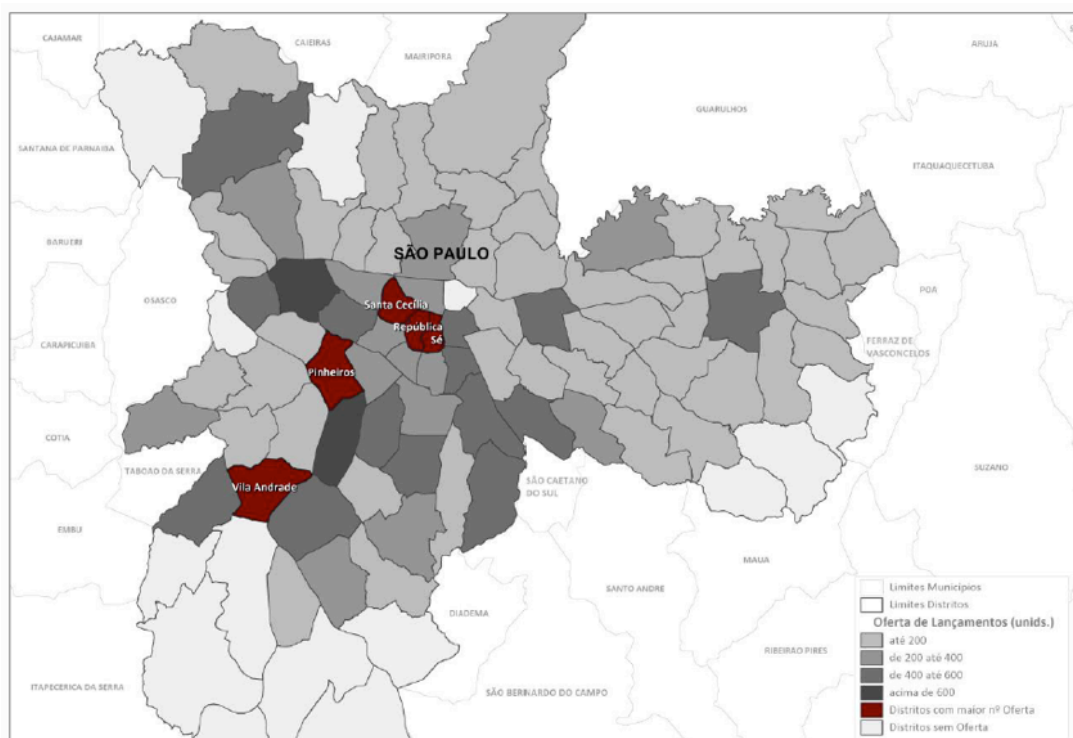 CAJAMAR
CAIEIRAS
MAIRIPORA
ARUJA
GUARULHOS
SANTANA DE PARNAIBA
ITAQUAQUECETUBA
BARUERI
SÃO PAULO
OSASCO
POA
Santa Cecília
República
Sé
CARAPICUIBA
FERRAZ DE
VASCONCELOS
Pinheiros
COTIA
TABOAO DA SERRA
SUZANO
SÃO CAETANO
DO SUL
Vila Andrade
EMBU
MAUA
SANTO ANDRE
DIADEMA
RIBEIRAO PIRES
ITAPECERICA DA SERRA
SÃO BERNARDO DO CAMPO
Limites Municípios
Limites Distritos
Oferta de Lançamentos (unids.)
até 200
de 200 até 400
de 400 até 600
acima de 600
Distritos com maior nº Oferta
Distritos sem Oferta